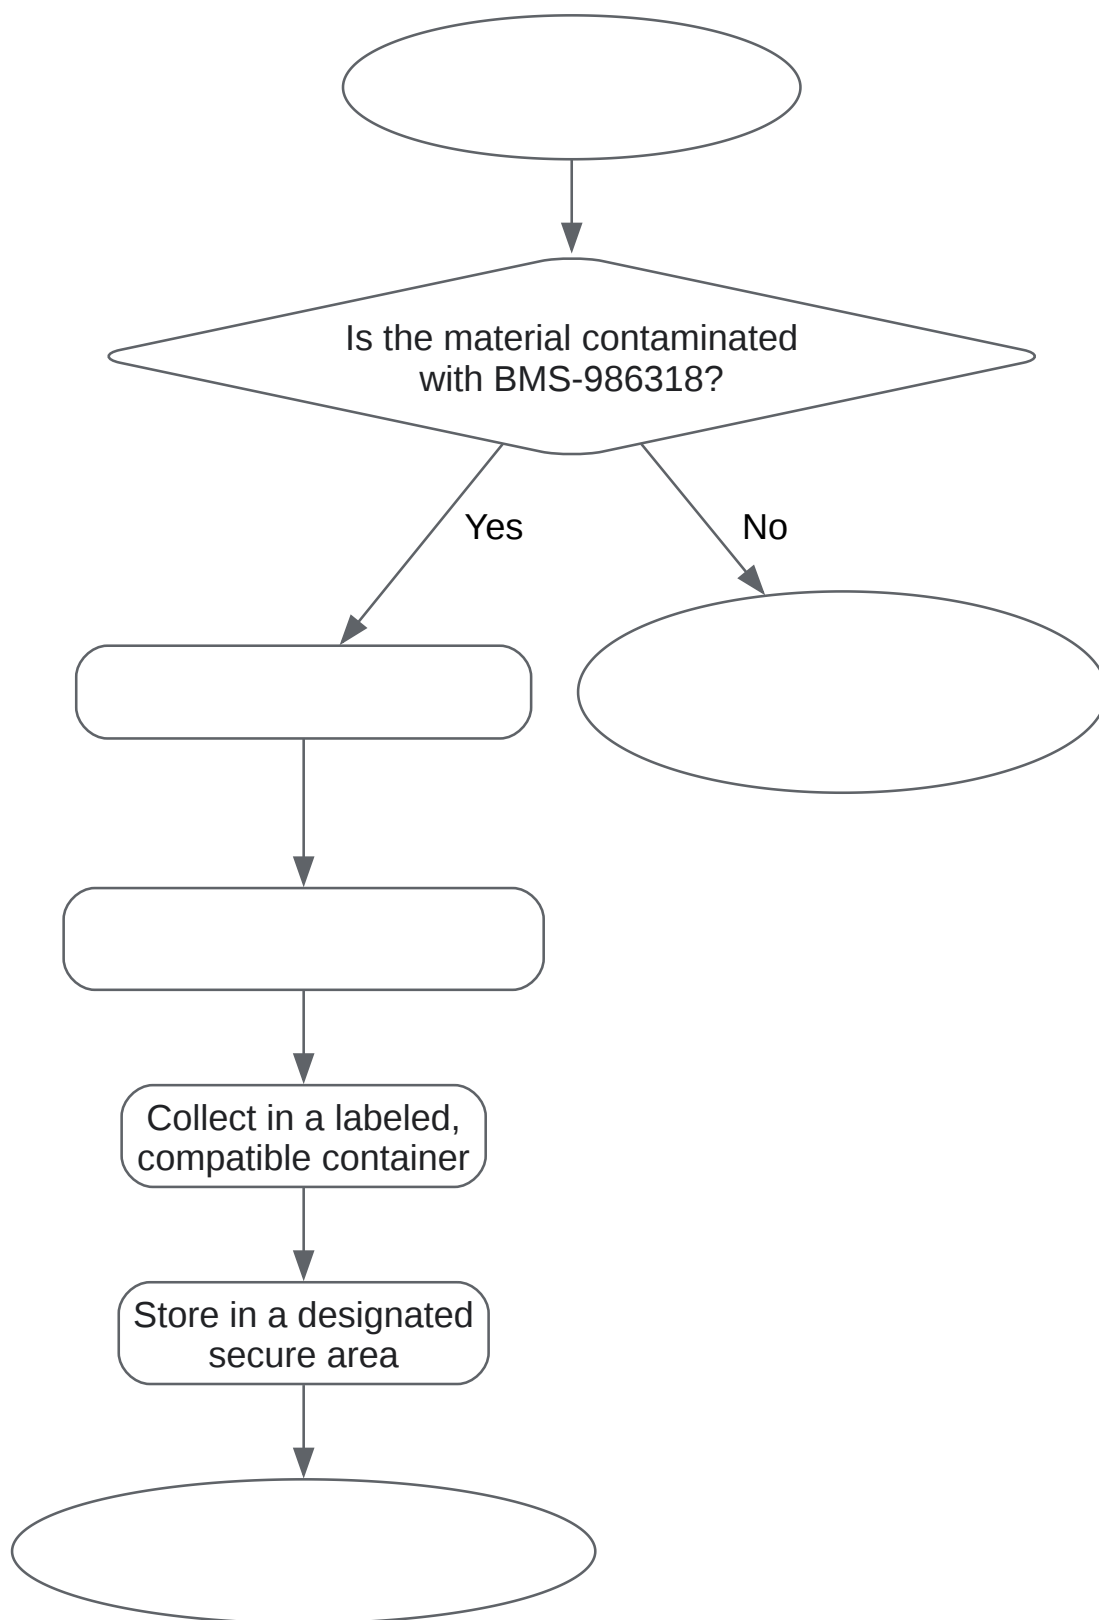 Is the material contaminated
with BMS-986318?
Yes
No
Collect in a labeled,
compatible container
Store in a designated
secure area